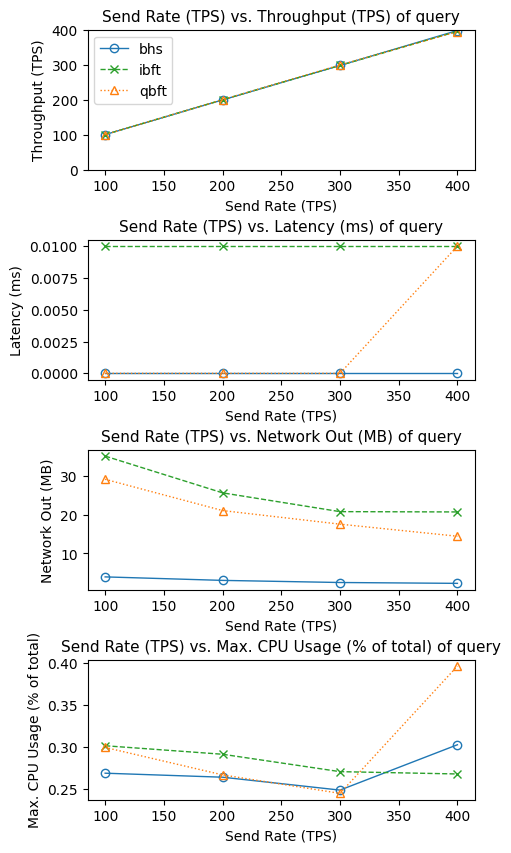 Send Rate (TPS) vs. Throughput (TPS) of query
400
300
200
100
0
Throughput (TPS)
bhs
ibft
qbft
100 150 200 250 300 350 400
Send Rate (TPS)
Send Rate (TPS) vs. Latency (ms) of query
0.0100
0.0075
0.0050
0.0025
0.0000
Latency (ms)
100 150 200 250 300 350 400
Send Rate (TPS)
Send Rate (TPS) vs. Network Out (MB) of query
30
20
10
Network Out (MB)
100 150 200 250 300 350 400
Send Rate (TPS)
Send Rate (TPS) vs. Max. CPU Usage (% of total) of query
0.40
0.35
0.30
0.25
Max. CPU Usage (% of total)
100 150 200 250 300 350 400
Send Rate (TPS)